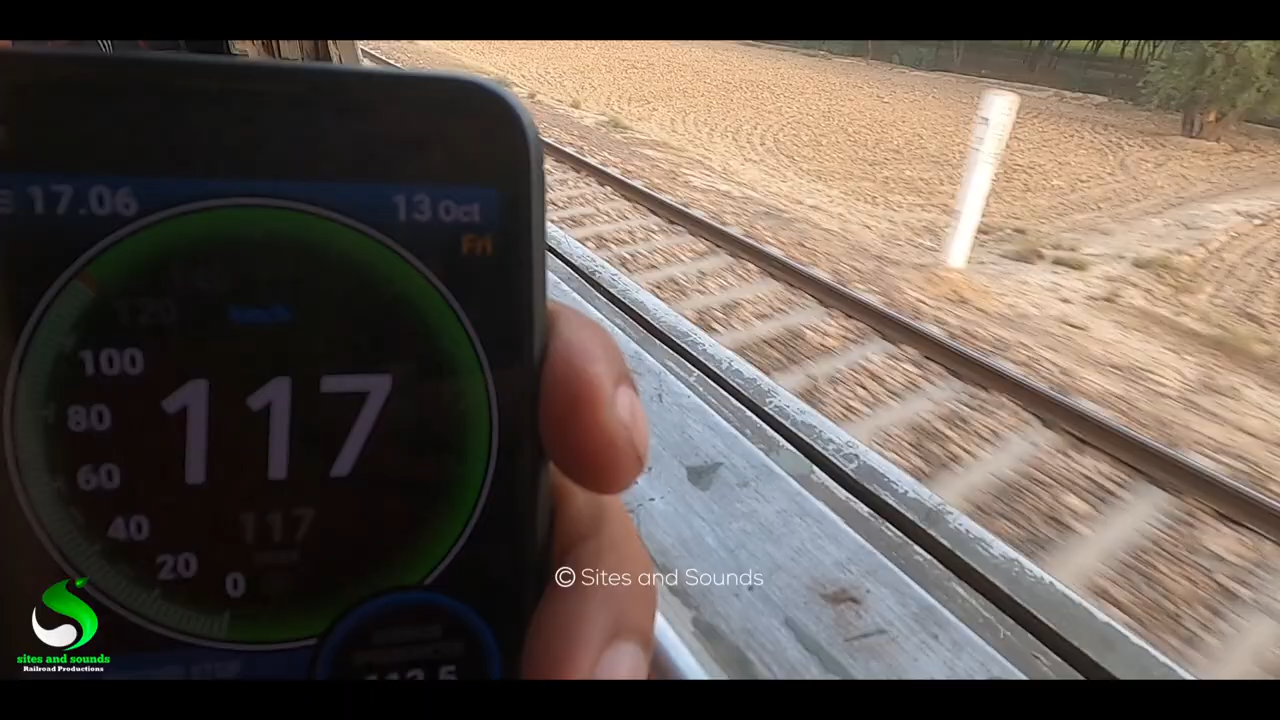 17.06
13 Oct
Fri
120
km/h
100
117
80
60
117
40
20
0
© Sites and Sounds
sites and sounds
Railroad Productions